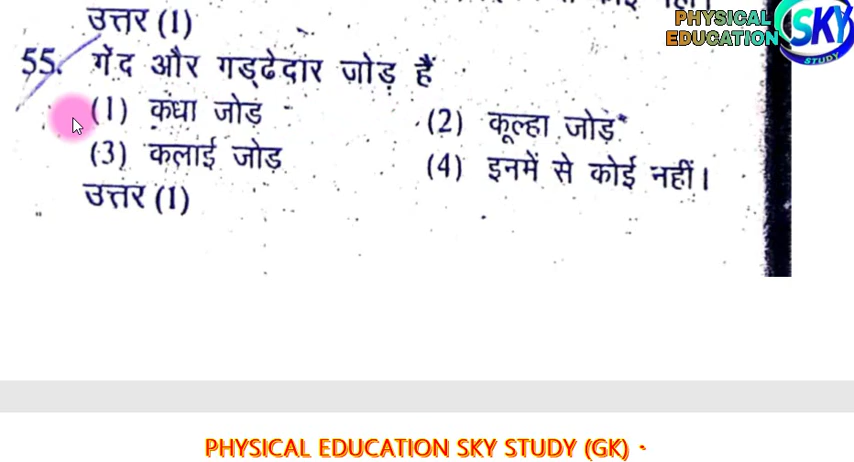 उत्तर (1)
PHYSICAL
EDUCATION
SKY
STUDY
55. गेंद और गड्ढेदार जोड़ हैं
(1) कंधा जोड़
(2) कूल्हा जोड़
(3) कलाई जोड़
(4) इनमें से कोई नहीं।
उत्तर (1)
PHYSICAL EDUCATION SKY STUDY (GK)